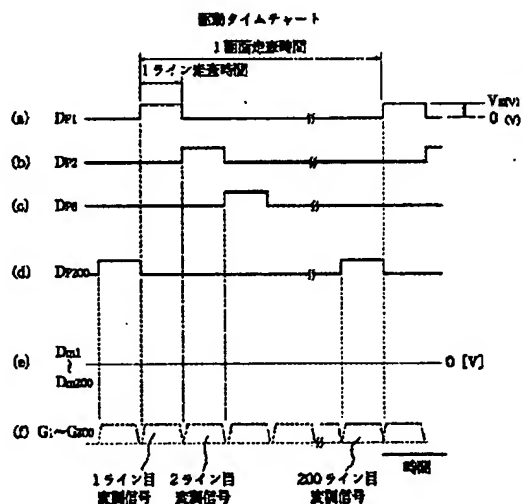 駆動タイムチャート
1画面走査時間
1ライン走査時間
(a) DP1
VE(V)
0 (V)
(b) DP2
(c) DP3
(d) DP200
(e) Dm1
~
Dm200
0 [V]
(f) G1~G200
時間
1ライン目
変調信号
2ライン目
変調信号
200ライン目
変調信号